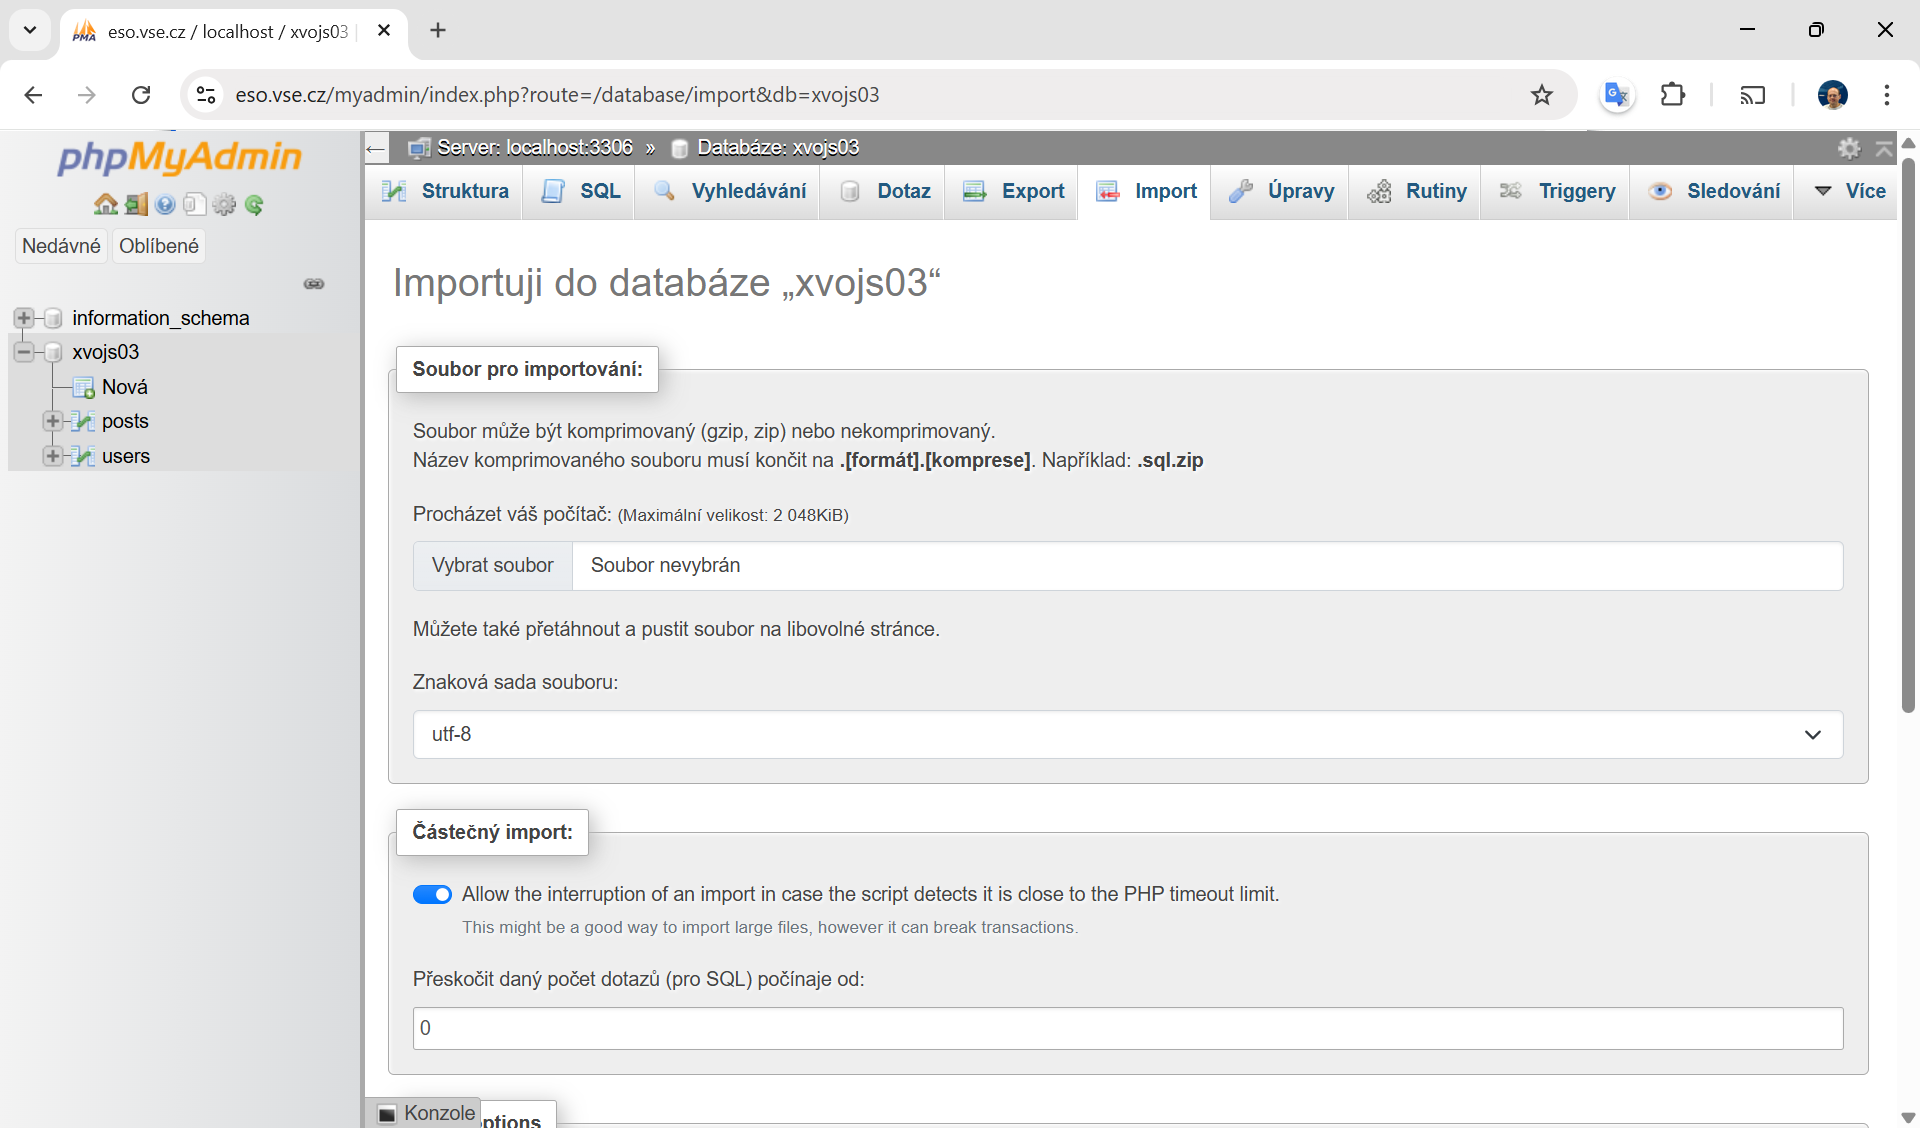 eso.vse.cz / localhost / xvojs03
eso.vse.cz/myadmin/index.php?route=/database/import&db=xvojs03
phpMyAdmin
Nedávné Oblíbené
information_schema
xvojs03
Nová
posts
users
Server: localhost:3306 » Databáze: xvojs03
Struktura SQL Vyhledávání Dotaz Export Import Úpravy Rutiny Triggery Sledování Více
Importuji do databáze „xvojs03“
Soubor pro importování:
Soubor může být komprimovaný (gzip, zip) nebo nekomprimovaný.
Název komprimovaného souboru musí končit na .[formát].[komprese]. Například: .sql.zip
Procházet váš počítač: (Maximální velikost: 2 048KiB)
Vybrat soubor Soubor nevybrán
Můžete také přetáhnout a pustit soubor na libovolné stránce.
Znaková sada souboru:
utf-8
Částečný import:
Allow the interruption of an import in case the script detects it is close to the PHP timeout limit.
This might be a good way to import large files, however it can break transactions.
Přeskočit daný počet dotazů (pro SQL) počínaje od:
0
Konzole ptions